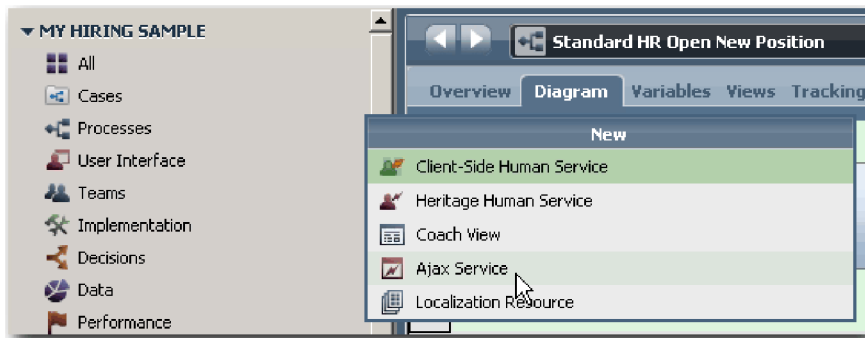 MY HIRING SAMPLE
All
Cases
Processes
User Interface
Teams
Implementation
Decisions
Data
Performance
Standard HR Open New Position
Overview Diagram Variables Views Tracking
New
Client-Side Human Service
Heritage Human Service
Coach View
Ajax Service
Localization Resource